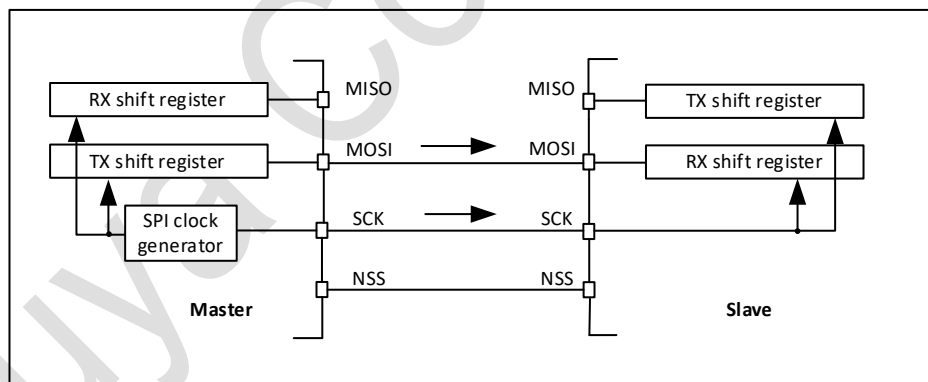 MISO
MISO
RX shift register
TX shift register
MOSI
MOSI
TX shift register
RX shift register
SPI clock
generator
SCK
SCK
NSS
NSS
Master
Slave